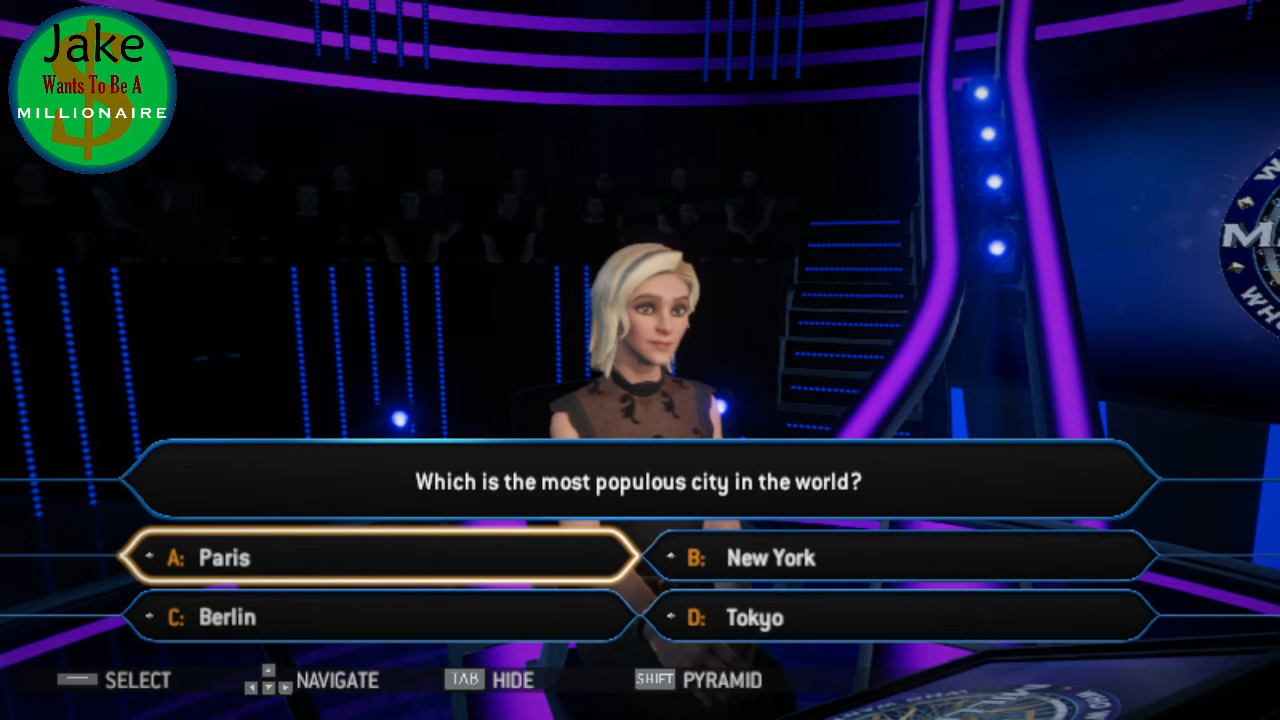 Jake
Wants To Be A
MILLIONAIRE
Which is the most populous city in the world?
A: Paris
B: New York
C: Berlin
D: Tokyo
SELECT
NAVIGATE
TAB HIDE
SHIFT PYRAMID